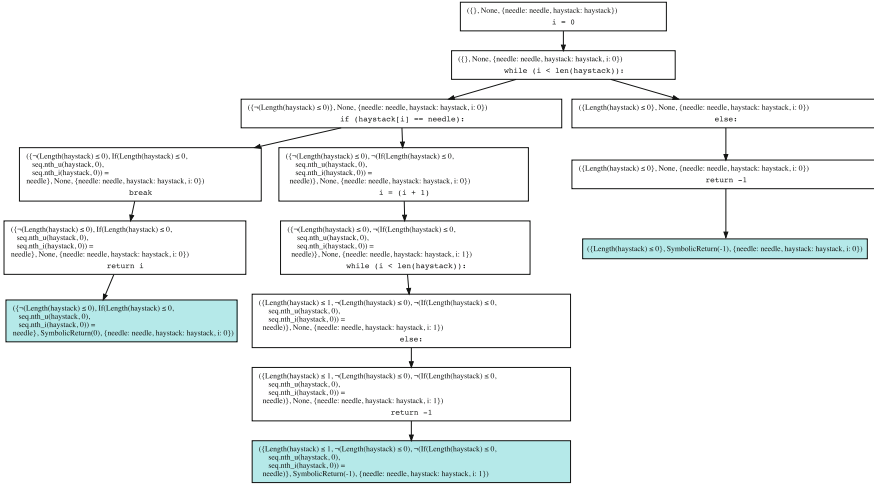 ({}, None, {needle: needle, haystack: haystack})
i = 0
({}, None, {needle: needle, haystack: haystack, i: 0})
while (i < len(haystack)):
({¬(Length(haystack) ≤ 0)}, None, {needle: needle, haystack: haystack, i: 0})
if (haystack[i] == needle):
({Length(haystack) ≤ 0}, None, {needle: needle, haystack: haystack, i: 0})
else:
({¬(Length(haystack) ≤ 0), If(Length(haystack) ≤ 0,
seq.nth_u(haystack, 0),
seq.nth_i(haystack, 0)) =
needle}, None, {needle: needle, haystack: haystack, i: 0})
break
({¬(Length(haystack) ≤ 0), ¬(If(Length(haystack) ≤ 0,
seq.nth_u(haystack, 0),
seq.nth_i(haystack, 0)) =
needle)}, None, {needle: needle, haystack: haystack, i: 0})
i = (i + 1)
({Length(haystack) ≤ 0}, None, {needle: needle, haystack: haystack, i: 0})
return -1
({¬(Length(haystack) ≤ 0), If(Length(haystack) ≤ 0,
seq.nth_u(haystack, 0),
seq.nth_i(haystack, 0)) =
needle}, None, {needle: needle, haystack: haystack, i: 0})
return i
({¬(Length(haystack) ≤ 0), ¬(If(Length(haystack) ≤ 0,
seq.nth_u(haystack, 0),
seq.nth_i(haystack, 0)) =
needle)}, None, {needle: needle, haystack: haystack, i: 1})
while (i < len(haystack)):
({Length(haystack) ≤ 0}, SymbolicReturn(-1), {needle: needle, haystack: haystack, i: 0})
({¬(Length(haystack) ≤ 0), If(Length(haystack) ≤ 0,
seq.nth_u(haystack, 0),
seq.nth_i(haystack, 0)) =
needle}, SymbolicReturn(0), {needle: needle, haystack: haystack, i: 0})
({Length(haystack) ≤ 1, ¬(Length(haystack) ≤ 0), ¬(If(Length(haystack) ≤ 0,
seq.nth_u(haystack, 0),
seq.nth_i(haystack, 0)) =
needle)}, None, {needle: needle, haystack: haystack, i: 1})
else:
({Length(haystack) ≤ 1, ¬(Length(haystack) ≤ 0), ¬(If(Length(haystack) ≤ 0,
seq.nth_u(haystack, 0),
seq.nth_i(haystack, 0)) =
needle)}, None, {needle: needle, haystack: haystack, i: 1})
return -1
({Length(haystack) ≤ 1, ¬(Length(haystack) ≤ 0), ¬(If(Length(haystack) ≤ 0,
seq.nth_u(haystack, 0),
seq.nth_i(haystack, 0)) =
needle)}, SymbolicReturn(-1), {needle: needle, haystack: haystack, i: 1})